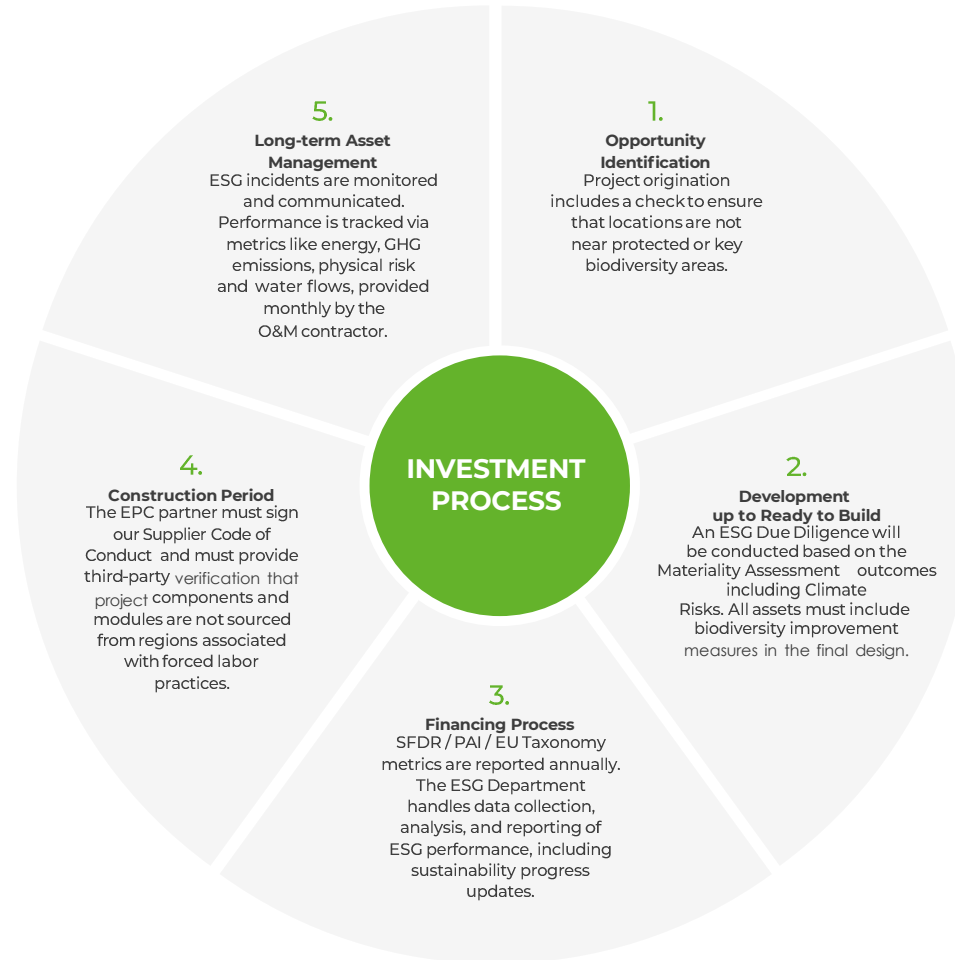 INVESTMENT
PROCESS
1.
Opportunity
Identification
Project origination
includes a check to ensure
that locations are not
near protected or key
biodiversity areas.
2.
Development
up to Ready to Build
An ESG Due Diligence will
be conducted based on the
Materiality Assessment outcomes
including Climate
Risks. All assets must include
biodiversity improvement
measures in the final design.
3.
Financing Process
SFDR / PAI / EU Taxonomy
metrics are reported annually.
The ESG Department
handles data collection,
analysis, and reporting of
ESG performance, including
sustainability progress
updates.
4.
Construction Period
The EPC partner must sign
our Supplier Code of
Conduct and must provide
third-party verification that
project components and
modules are not sourced
from regions associated
with forced labor
practices.
5.
Long-term Asset
Management
ESG incidents are monitored
and communicated.
Performance is tracked via
metrics like energy, GHG
emissions, physical risk
and water flows, provided
monthly by the
O&M contractor.